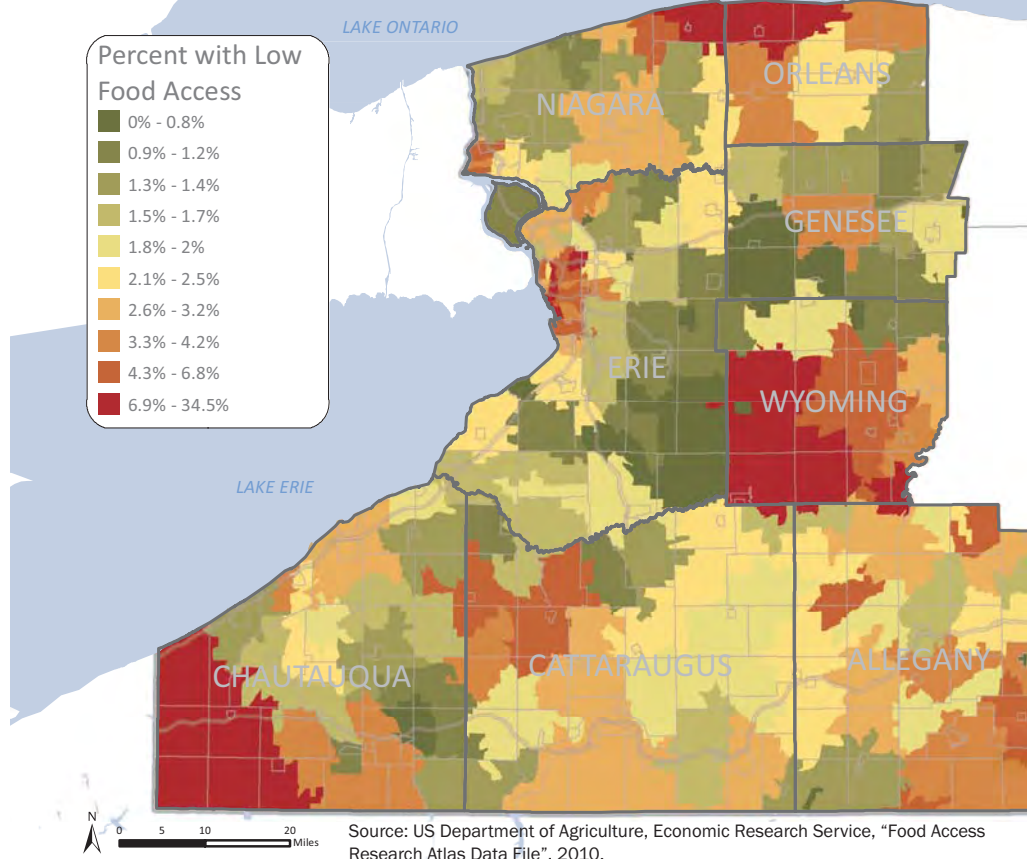 LAKE ONTARIO
Percent with Low
Food Access
0% - 0.8%
0.9% - 1.2%
1.3% - 1.4%
1.5% - 1.7%
1.8% - 2%
2.1% - 2.5%
2.6% - 3.2%
3.3% - 4.2%
4.3% - 6.8%
6.9% - 34.5%
NIAGARA
ORLEANS
GENESEE
ERIE
WYOMING
LAKE ERIE
CHAUTAUQUA
CATTARAUGUS
ALLEGANY
N
0 5 10 20
Miles
Source: US Department of Agriculture, Economic Research Service, “Food Access
Research Atlas Data File”, 2010.